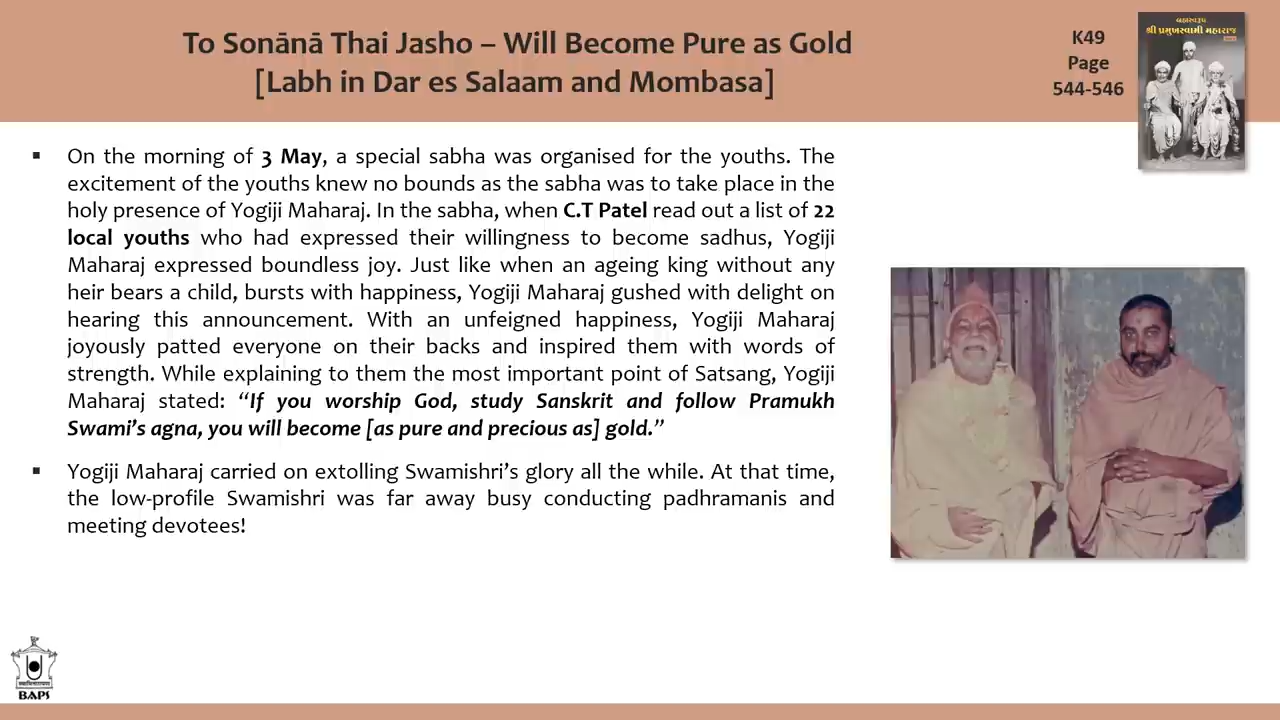 To Sonānā Thai Jasho – Will Become Pure as Gold
[Labh in Dar es Salaam and Mombasa]
K49
Page
544-546
બ્રહ્મસ્વરૂપ
શ્રી પ્રમુખસ્વામી મહારાજ
▪ On the morning of 3 May, a special sabha was organised for the youths. The
excitement of the youths knew no bounds as the sabha was to take place in the
holy presence of Yogiji Maharaj. In the sabha, when C.T Patel read out a list of 22
local youths who had expressed their willingness to become sadhus, Yogiji
Maharaj expressed boundless joy. Just like when an ageing king without any
heir bears a child, bursts with happiness, Yogiji Maharaj gushed with delight on
hearing this announcement. With an unfeigned happiness, Yogiji Maharaj
joyously patted everyone on their backs and inspired them with words of
strength. While explaining to them the most important point of Satsang, Yogiji
Maharaj stated: “If you worship God, study Sanskrit and follow Pramukh
Swami’s agna, you will become [as pure and precious as] gold.”
▪ Yogiji Maharaj carried on extolling Swamishri’s glory all the while. At that time,
the low-profile Swamishri was far away busy conducting padhramanis and
meeting devotees!
BAPS